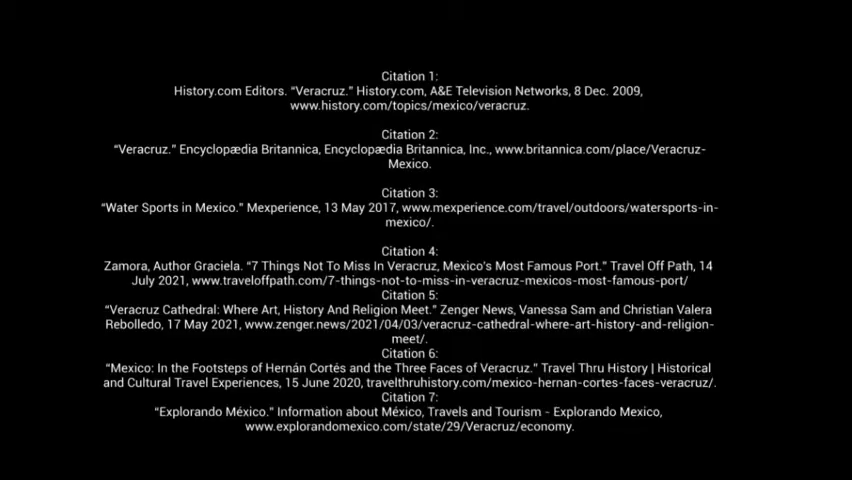 Citation 1:
History.com Editors. “Veracruz.” History.com, A&E Television Networks, 8 Dec. 2009,
www.history.com/topics/mexico/veracruz.
Citation 2:
“Veracruz.” Encyclopædia Britannica, Encyclopædia Britannica, Inc., www.britannica.com/place/Veracruz-
Mexico.
Citation 3:
“Water Sports in Mexico.” Mexperience, 13 May 2017, www.mexperience.com/travel/outdoors/watersports-in-
mexico/.
Citation 4:
Zamora, Author Graciela. “7 Things Not To Miss In Veracruz, Mexico’s Most Famous Port.” Travel Off Path, 14
July 2021, www.traveloffpath.com/7-things-not-to-miss-in-veracruz-mexicos-most-famous-port/
Citation 5:
“Veracruz Cathedral: Where Art, History And Religion Meet.” Zenger News, Vanessa Sam and Christian Valera
Rebolledo, 17 May 2021, www.zenger.news/2021/04/03/veracruz-cathedral-where-art-history-and-religion-
meet/.
Citation 6:
“Mexico: In the Footsteps of Hernán Cortés and the Three Faces of Veracruz.” Travel Thru History | Historical
and Cultural Travel Experiences, 15 June 2020, travelthruhistory.com/mexico-hernan-cortes-faces-veracruz/.
Citation 7:
“Explorando México.” Information about México, Travels and Tourism - Explorando Mexico,
www.explorandomexico.com/state/29/Veracruz/economy.